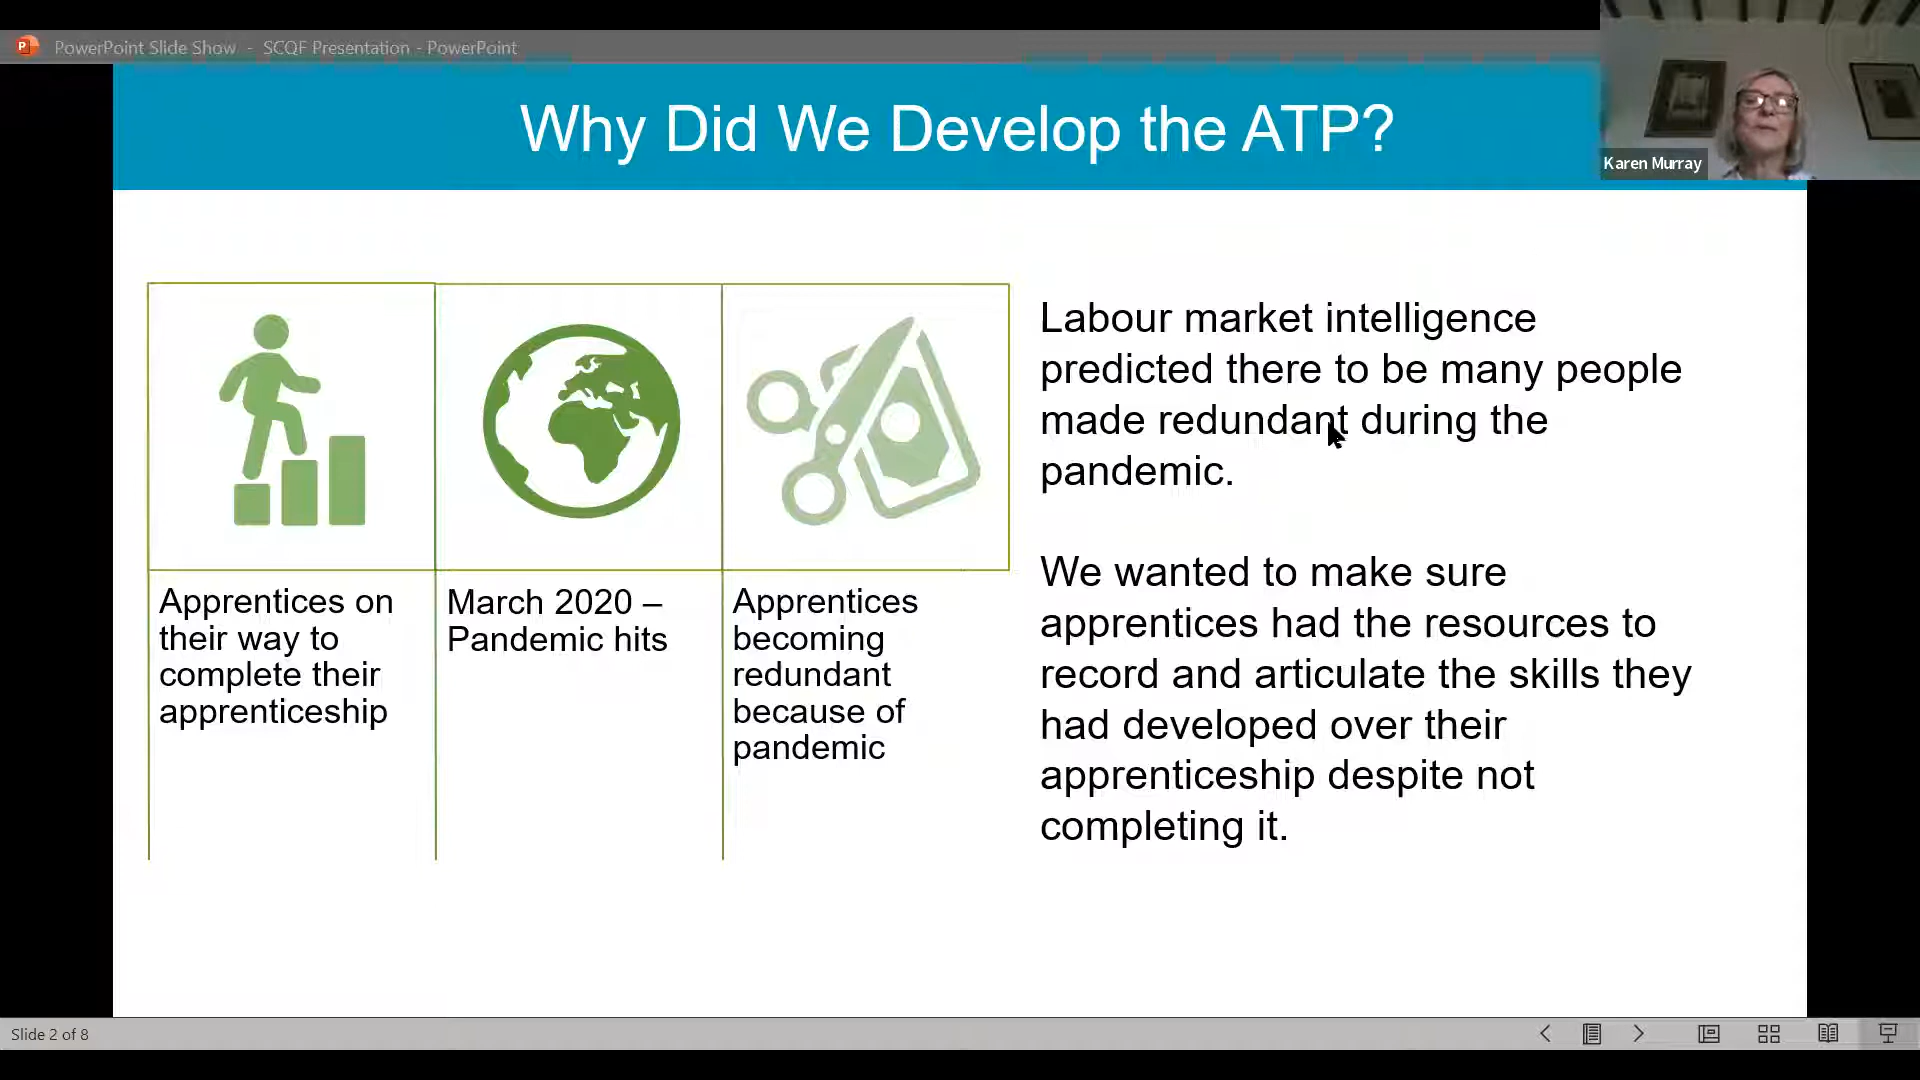 PowerPoint Slide Show - SCQF Presentation - PowerPoint
Why Did We Develop the ATP?
Karen Murray
Apprentices on
their way to
complete their
apprenticeship
March 2020 –
Pandemic hits
Apprentices
becoming
redundant
because of
pandemic
Labour market intelligence
predicted there to be many people
made redundant during the
pandemic.
We wanted to make sure
apprentices had the resources to
record and articulate the skills they
had developed over their
apprenticeship despite not
completing it.
Slide 2 of 8